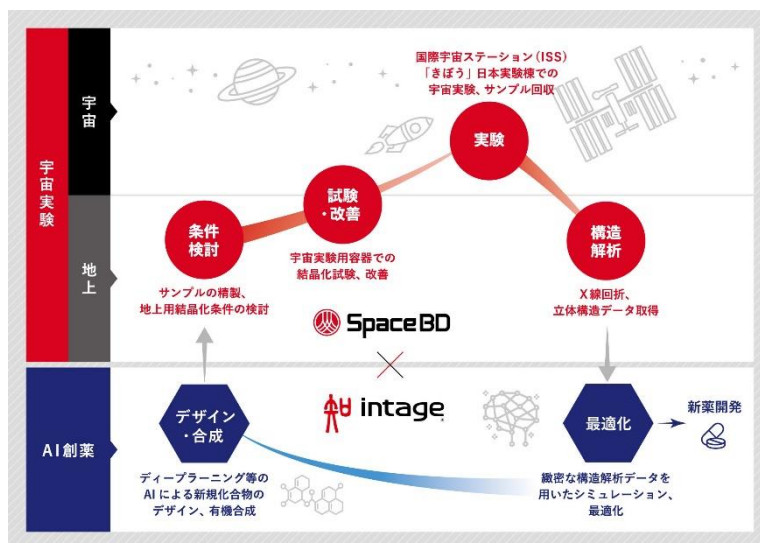 国際宇宙ステーション(ISS)
「きぼう」日本実験棟での
宇宙実験、サンプル回収
宇宙
実験
宇宙実験
試験
・改善
条件
検討
構造
解析
地上
宇宙実験用容器での
結晶化試験、改善
サンプルの精製、
地上用結晶化条件の検討
X線回折、
立体構造データ取得
SpaceBD
intage
デザイン
・合成
最適化
新薬開発
AI創薬
ディープラーニング等の
AIによる新規化合物の
デザイン、有機合成
緻密な構造解析データを
用いたシミュレーション、
最適化